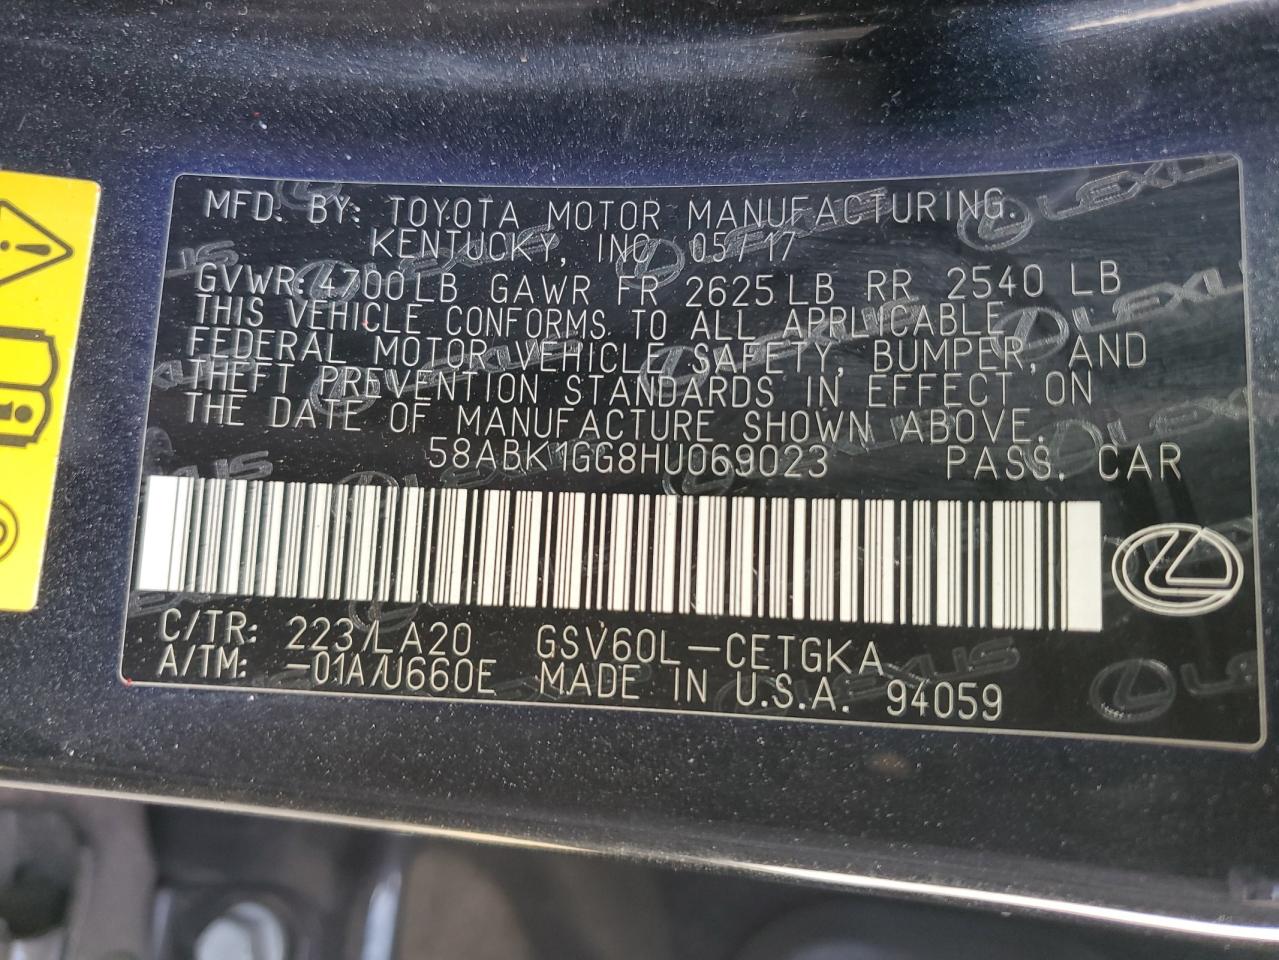 MFD. BY: TOYOTA MOTOR MANUFACTURING.
KENTUCKY, INC 05/17
GVWR: 4700LB GAWR FR 2625LB RR 2540 LB
THIS VEHICLE CONFORMS TO ALL APPLICABLE
FEDERAL MOTOR VEHICLE SAFETY, BUMPER, AND
THEFT PREVENTION STANDARDS IN EFFECT ON
THE DATE OF MANUFACTURE SHOWN ABOVE.
58ABK1GG8HU069023 PASS. CAR
C/TR: 223/LA20 GSV60L-CETGKA
A/TM: -01A/U660E MADE IN U.S.A. 94059